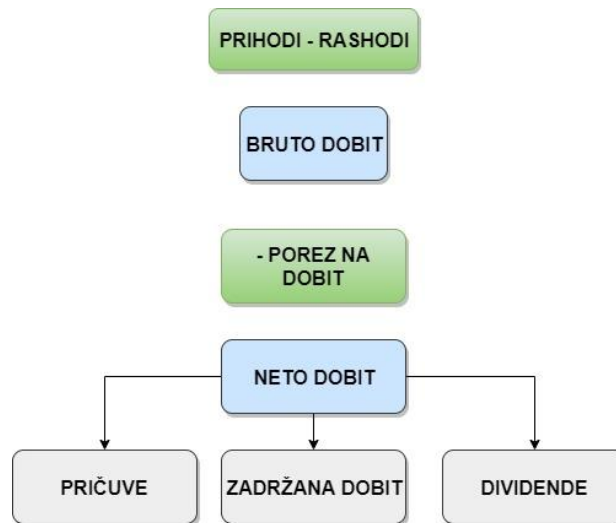 PRIHODI - RASHODI
BRUTO DOBIT
- POREZ NA
DOBIT
NETO DOBIT
PRIČUVE
ZADRŽANA DOBIT
DIVIDENDE